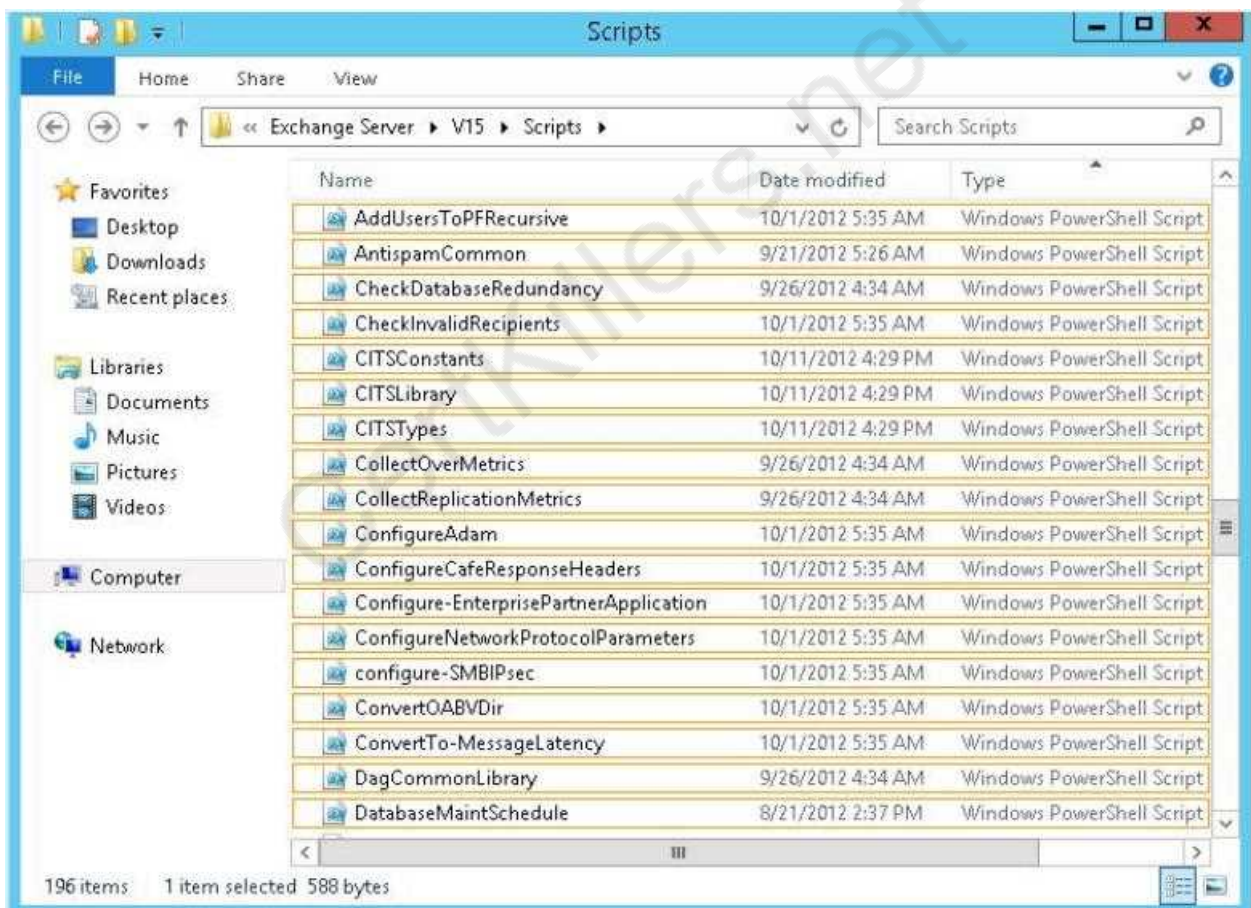 Scripts
File Home Share View
« Exchange Server ▸ V15 ▸ Scripts ▸ Search Scripts
Name Date modified Type
Favorites
Desktop
Downloads
Recent places
Libraries
Documents
Music
Pictures
Videos
Computer
Network
AddUsersToPFRecursive 10/1/2012 5:35 AM Windows PowerShell Script
AntispamCommon 9/21/2012 5:26 AM Windows PowerShell Script
CheckDatabaseRedundancy 9/26/2012 4:34 AM Windows PowerShell Script
CheckInvalidRecipients 10/1/2012 5:35 AM Windows PowerShell Script
CITSConstants 10/11/2012 4:29 PM Windows PowerShell Script
CITSLibrary 10/11/2012 4:29 PM Windows PowerShell Script
CITSTypes 10/11/2012 4:29 PM Windows PowerShell Script
CollectOverMetrics 9/26/2012 4:34 AM Windows PowerShell Script
CollectReplicationMetrics 9/26/2012 4:34 AM Windows PowerShell Script
ConfigureAdam 10/1/2012 5:35 AM Windows PowerShell Script
ConfigureCafeResponseHeaders 10/1/2012 5:35 AM Windows PowerShell Script
Configure-EnterprisePartnerApplication 10/1/2012 5:35 AM Windows PowerShell Script
ConfigureNetworkProtocolParameters 10/1/2012 5:35 AM Windows PowerShell Script
configure-SMBIPsec 10/1/2012 5:35 AM Windows PowerShell Script
ConvertOABVDir 10/1/2012 5:35 AM Windows PowerShell Script
ConvertTo-MessageLatency 10/1/2012 5:35 AM Windows PowerShell Script
DagCommonLibrary 9/26/2012 4:34 AM Windows PowerShell Script
DatabaseMaintSchedule 8/21/2012 2:37 PM Windows PowerShell Script
196 items 1 item selected 588 bytes
CertKillers.net